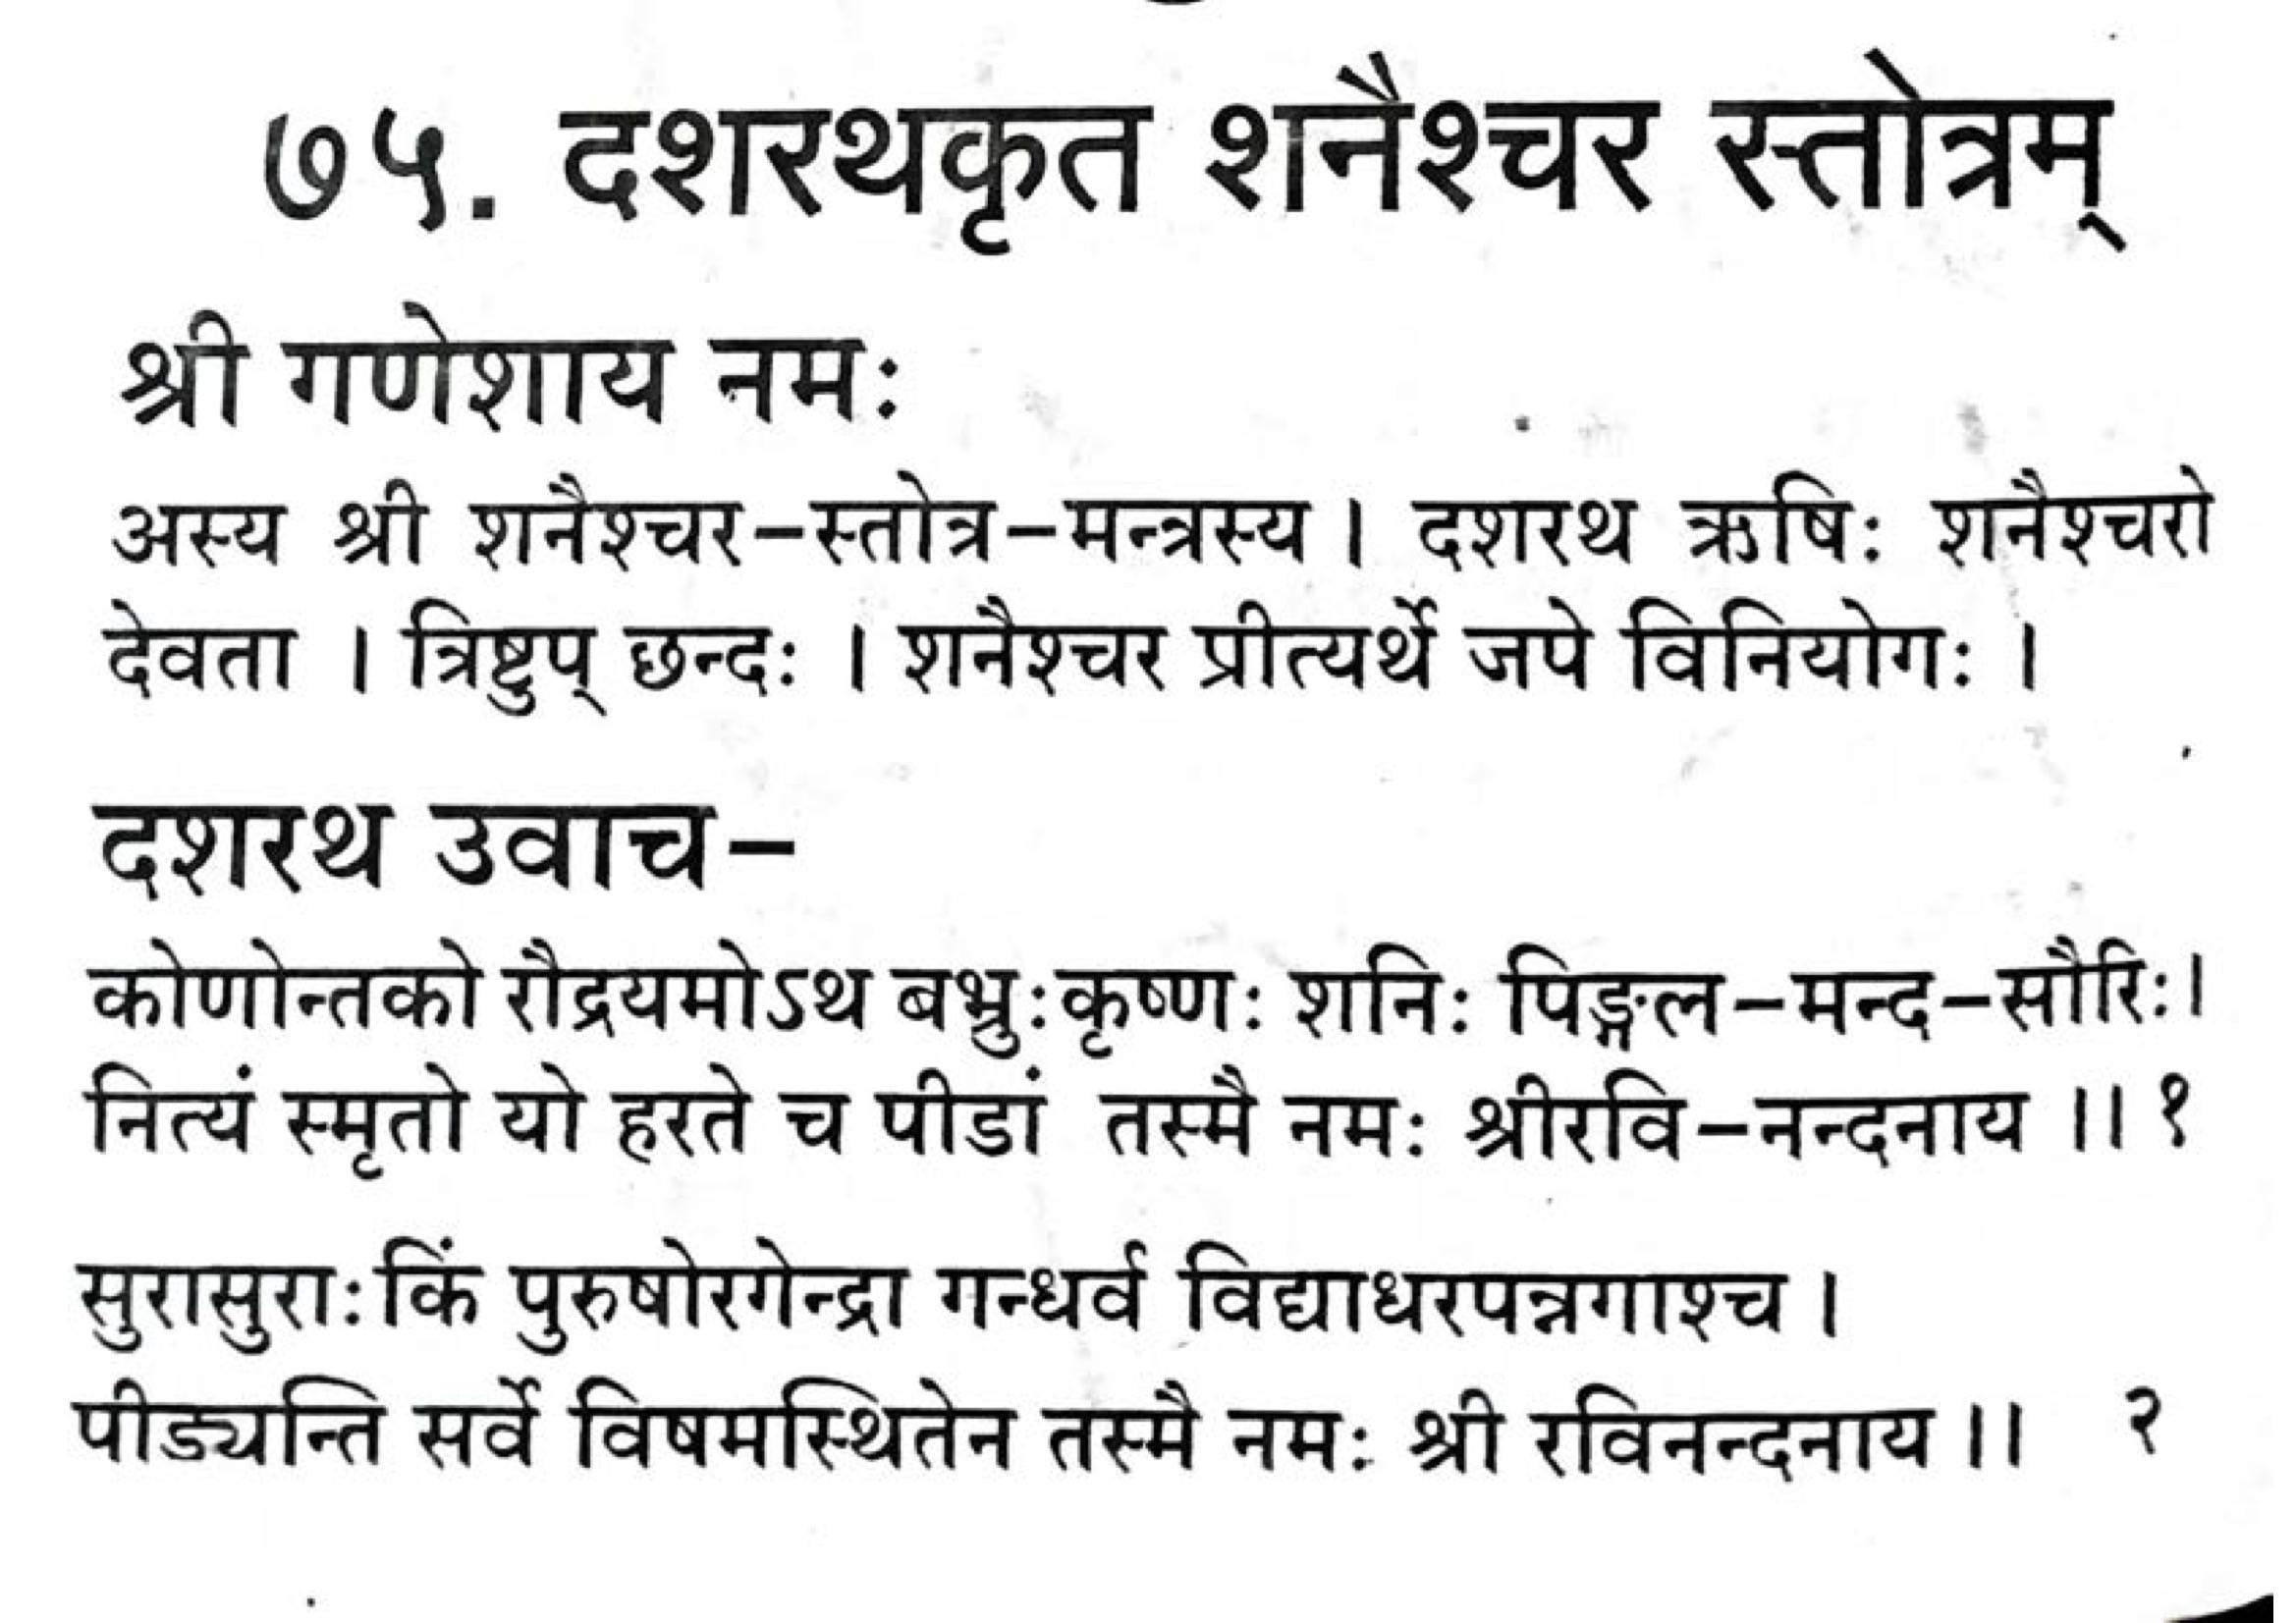 ७५. दशरथकृत शनैश्चर स्तोत्रम्
श्री गणेशाय नमः
अस्य श्री शनैश्चर-स्तोत्र-मन्त्रस्य। दशरथ ऋषिः शनैश्चरो
देवता । त्रिष्टुप् छन्दः । शनैश्चर प्रीत्यर्थे जपे विनियोगः ।
दशरथ उवाच-
कोणोन्तको रौद्रयमोऽथ बभ्रुःकृष्णः शनिः पिङ्गल-मन्द-सौरिः।
नित्यं स्मृतो यो हरते च पीडां तस्मै नमः श्रीरवि-नन्दनाय ।। १
सुरासुराःकिं पुरुषोरगेन्द्रा गन्धर्व विद्याधरपन्नगाश्च।
पीड्यन्ति सर्वे विषमस्थितेन तस्मै नमः श्री रविनन्दनाय।। २